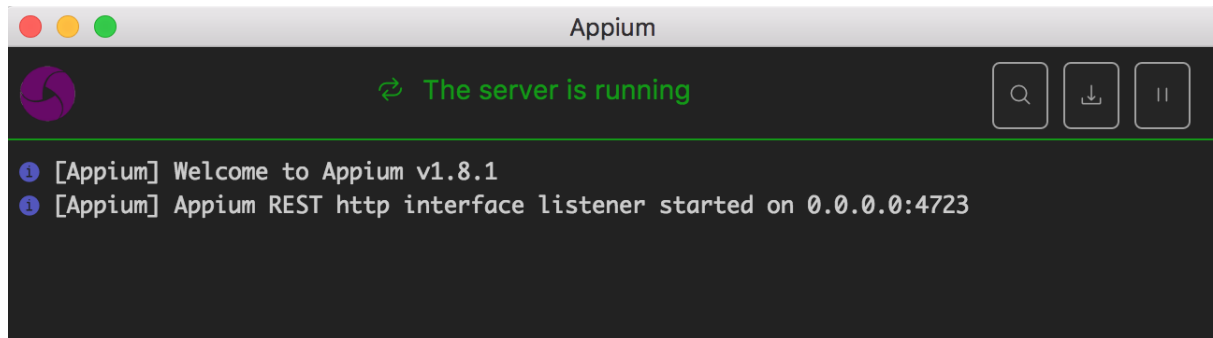 Appium
The server is running
[Appium] Welcome to Appium v1.8.1
[Appium] Appium REST http interface listener started on 0.0.0.0:4723